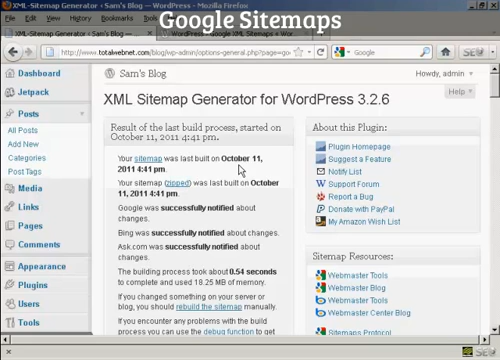 XML-Sitemap Generator ‹ Sam's Blog — WordPress - Mozilla Firefox
Google Sitemaps
File Edit View History Bookmarks Tools Help
XML-Sitemap Generator ‹ Sam's Blog — ...
WordPress › Google XML Sitemaps « Wo...
http://www.totalwebnet.com/blog/wp-admin/options-general.php?page=goo
Google
Sam's Blog
Howdy, admin
Dashboard
Jetpack
Posts
All Posts
Add New
Categories
Post Tags
Media
Links
Pages
Comments
Appearance
Plugins
Users
Tools
Help
XML Sitemap Generator for WordPress 3.2.6
Result of the last build process, started on
October 11, 2011 4:41 pm.
Your sitemap was last built on October 11,
2011 4:41 pm.
Your sitemap (zipped) was last built on October
11, 2011 4:41 pm.
Google was successfully notified about
changes.
Bing was successfully notified about
changes.
Ask.com was successfully notified about
changes.
The building process took about 0.54 seconds
to complete and used 18.25 MB of memory.
If you changed something on your server or
blog, you should rebuild the sitemap manually.
If you encounter any problems with the build
process you can use the debug function to get
About this Plugin:
Plugin Homepage
Suggest a Feature
Notify List
Support Forum
Report a Bug
Donate with PayPal
My Amazon Wish List
Sitemap Resources:
Webmaster Tools
Webmaster Blog
Webmaster Tools
Webmaster Center Blog
Sitemaps Protocol